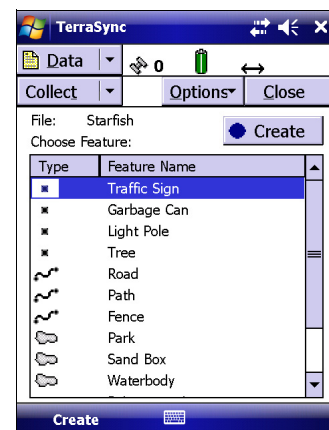 TerraSync
Data 0
Collect Options Close
File: Starfish
Choose Feature:
Create
Type Feature Name
Traffic Sign
Garbage Can
Light Pole
Tree
Road
Path
Fence
Park
Sand Box
Waterbody
Create